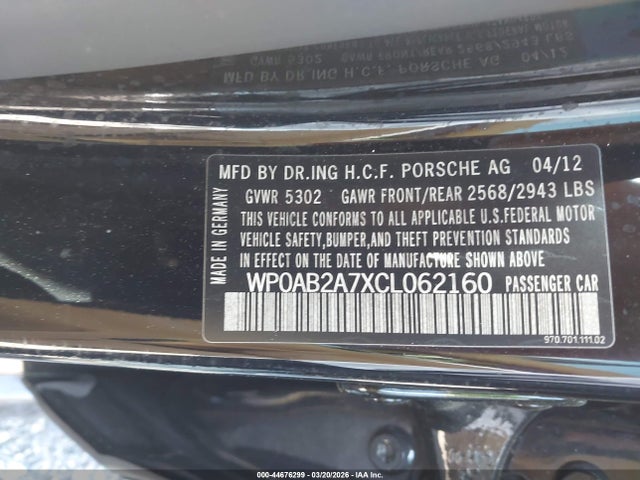 MFD BY DR.ING H.C.F. PORSCHE AG 04/12
GVWR 5302 GAWR FRONT/REAR 2568/2943 LBS
THIS VEHICLE CONFORMS TO ALL APPLICABLE U.S.FEDERAL MOTOR
VEHICLE SAFETY,BUMPER,AND THEFT PREVENTION STANDARDS
IN EFFECT ON THE DATE OF MANUFACTURE SHOWN ABOVE
WP0AB2A7XCL062160 PASSENGER CAR
MADE IN GERMANY
970.701.111.02
000-44676299 - 03/20/2026 - IAA Inc.